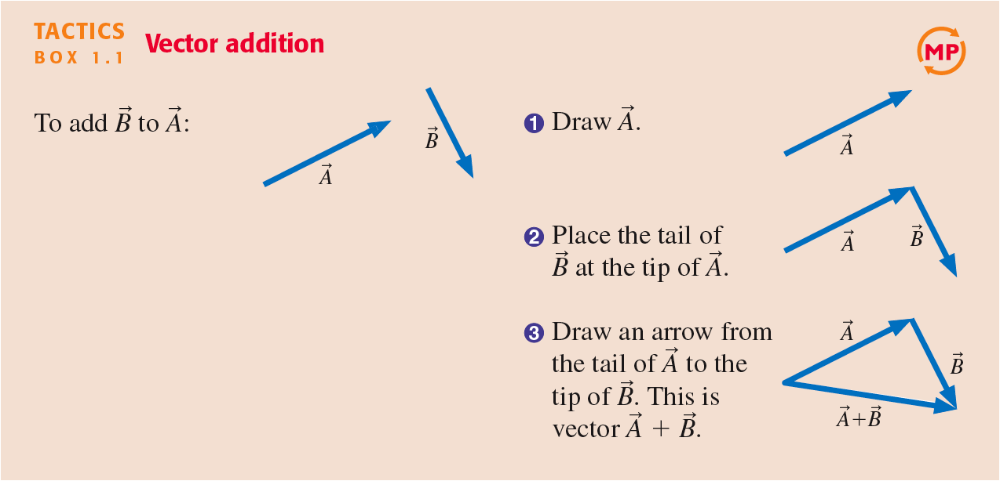 TACTICS
BOX 1.1
Vector addition
MP
To add B⃗ to A⃗:
A⃗
B⃗
1 Draw A⃗.
A⃗
2 Place the tail of
B⃗ at the tip of A⃗.
A⃗
B⃗
3 Draw an arrow from
the tail of A⃗ to the
tip of B⃗. This is
vector A⃗ + B⃗.
A⃗
B⃗
A⃗+B⃗